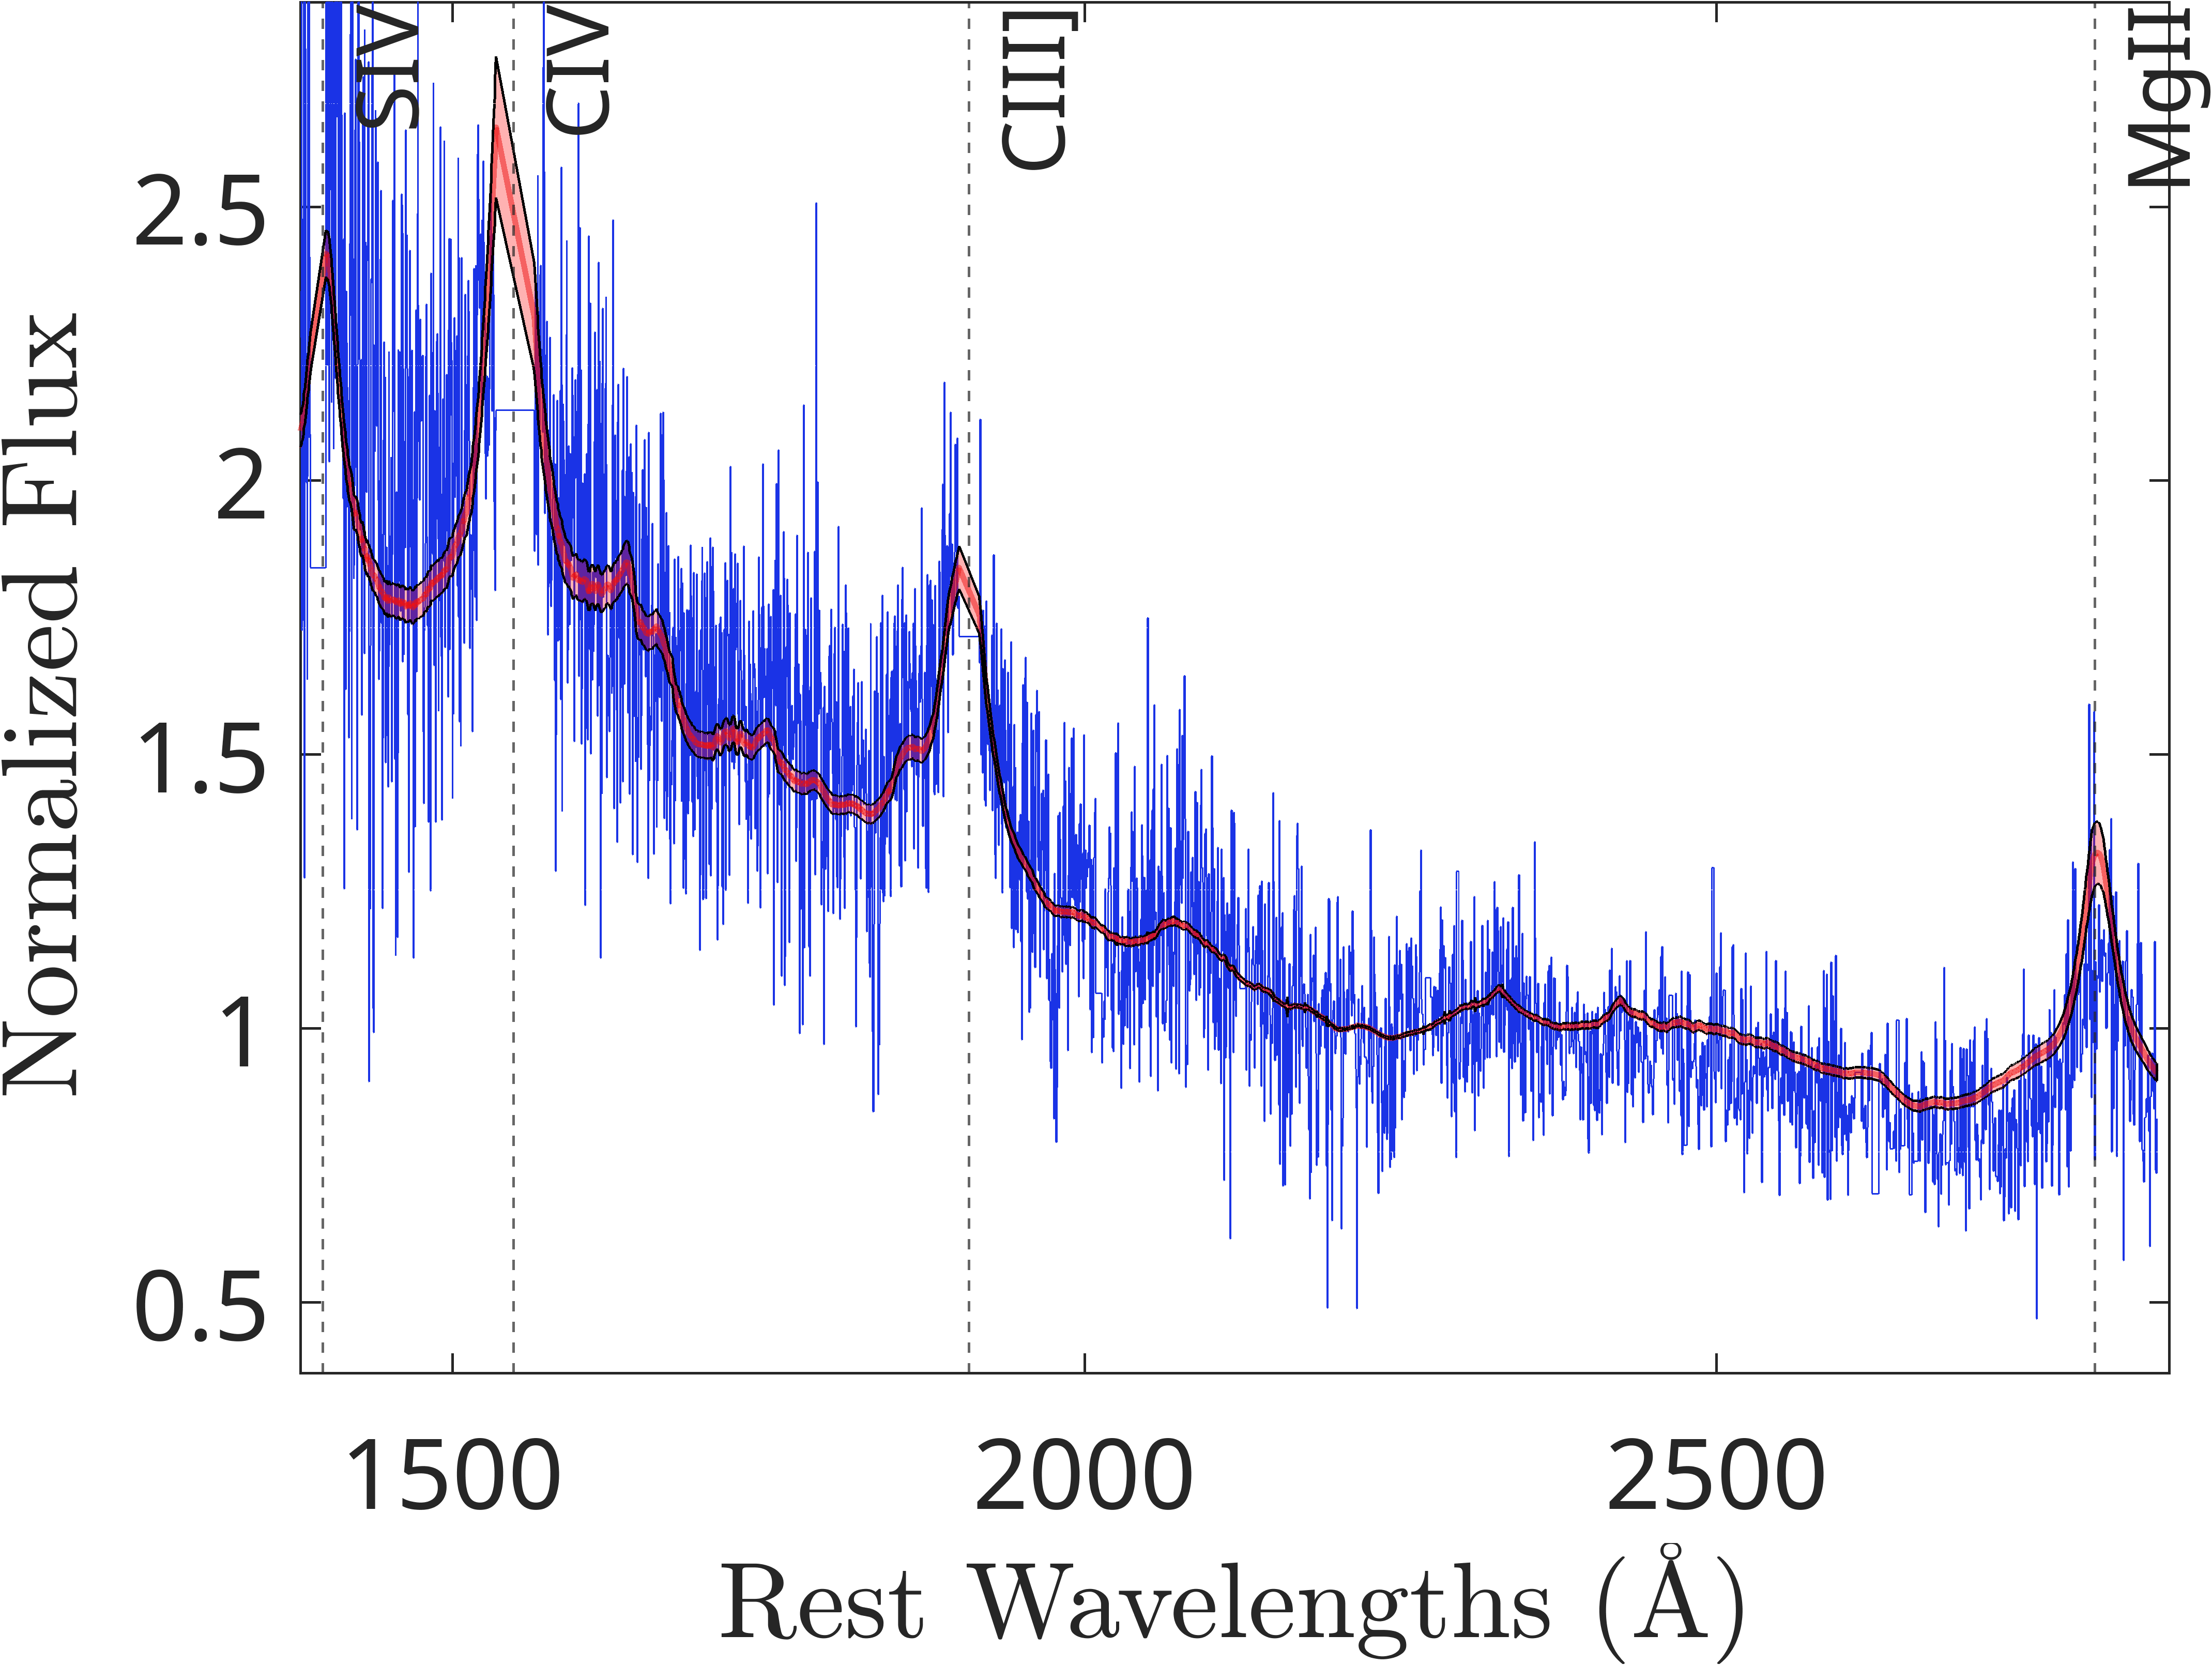 SIV
CIV
CIII]
MgII
2.5
2
1.5
1
0.5
Normalized Flux
1500
2000
2500
Rest Wavelengths (Å)